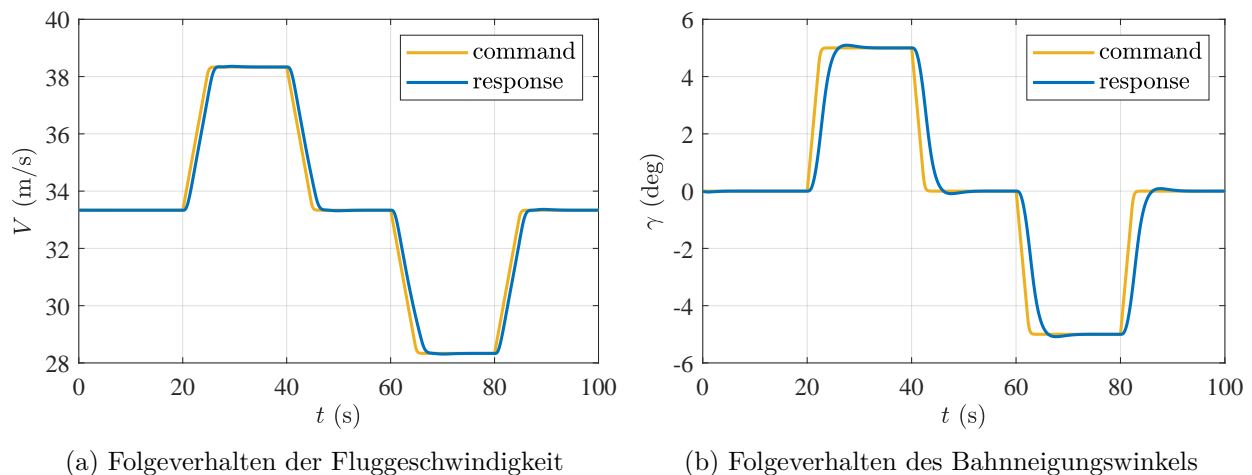 40
38
36
34
32
30
28
V (m/s)
0 20 40 60 80 100
t (s)
command
response
(a) Folgeverhalten der Fluggeschwindigkeit
6
4
2
0
-2
-4
-6
γ (deg)
0 20 40 60 80 100
t (s)
command
response
(b) Folgeverhalten des Bahnneigungswinkels